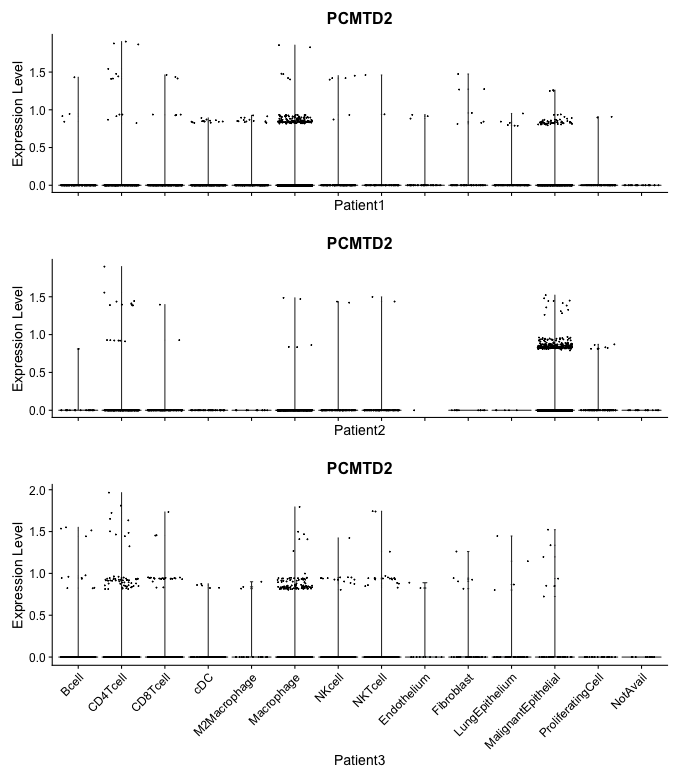 PCMTD2
Expression Level
1.5
1.0
0.5
0.0
Patient1
PCMTD2
Expression Level
1.5
1.0
0.5
0.0
Patient2
PCMTD2
Expression Level
2.0
1.5
1.0
0.5
0.0
Bcell
CD4Tcell
CD8Tcell
cDC
M2Macrophage
Macrophage
NKcell
NKTcell
Endothelium
Fibroblast
LungEpithelium
MalignantEpithelial
ProliferatingCell
NotAvail
Patient3